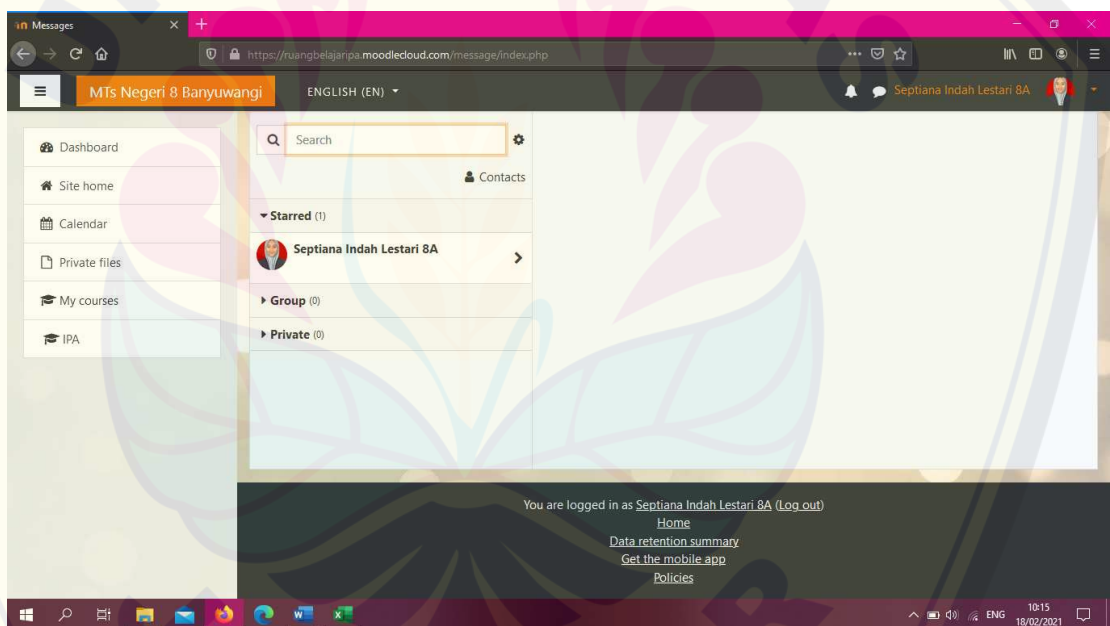 Messages
https://ruangbelajaripa.moodlecloud.com/message/index.php
MTs Negeri 8 Banyuwangi
ENGLISH (EN)
Septiana Indah Lestari 8A
Dashboard
Site home
Calendar
Private files
My courses
IPA
Search
Contacts
Starred (1)
Septiana Indah Lestari 8A
Group (0)
Private (0)
You are logged in as Septiana Indah Lestari 8A (Log out)
Home
Data retention summary
Get the mobile app
Policies
ENG
10:15
18/02/2021